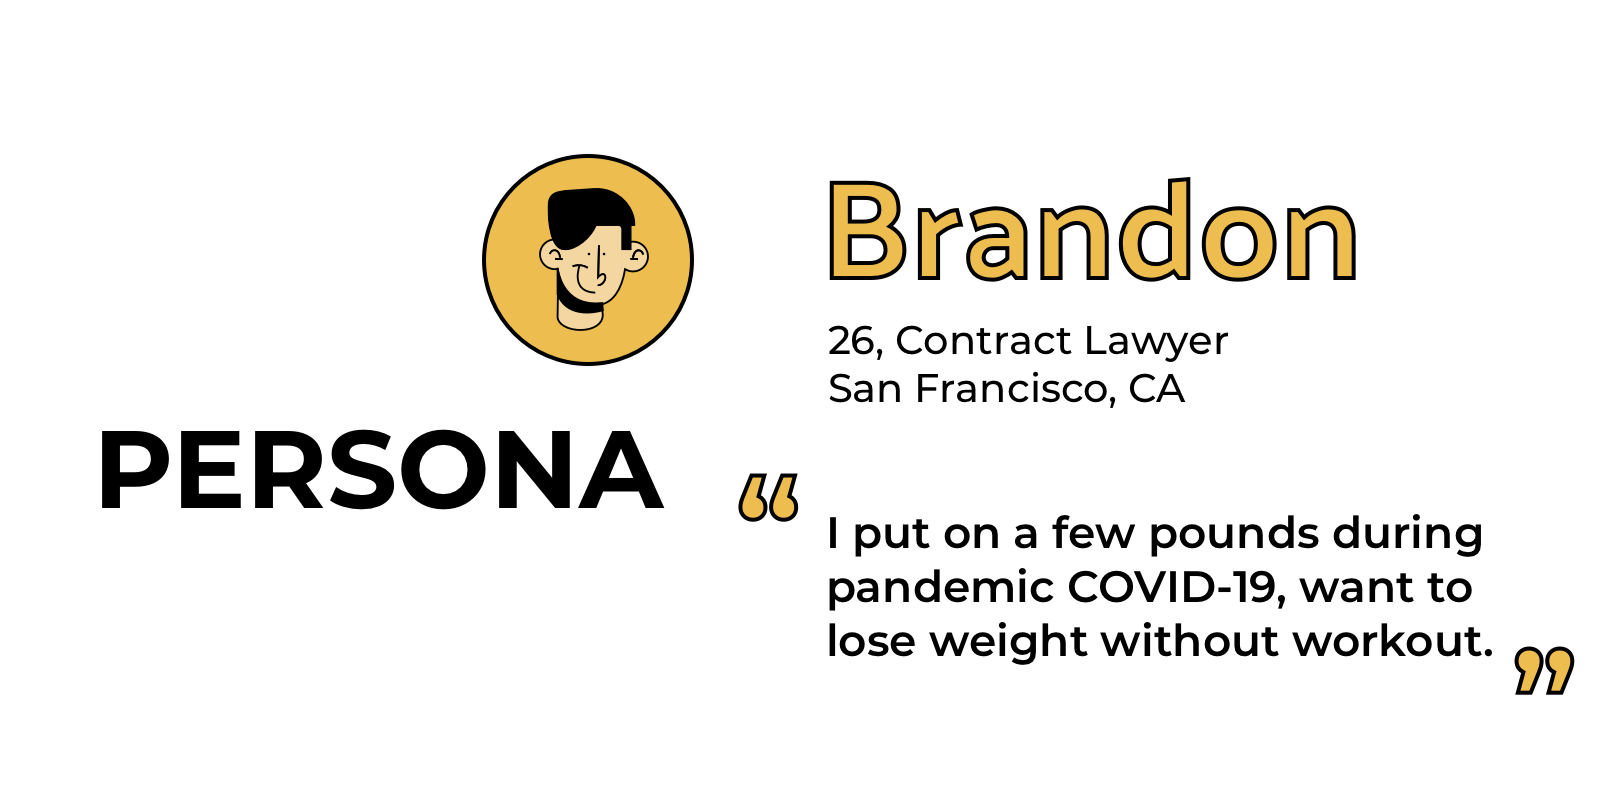 PERSONA
Brandon
26, Contract Lawyer
San Francisco, CA
“ I put on a few pounds during
pandemic COVID-19, want to
lose weight without workout. ”